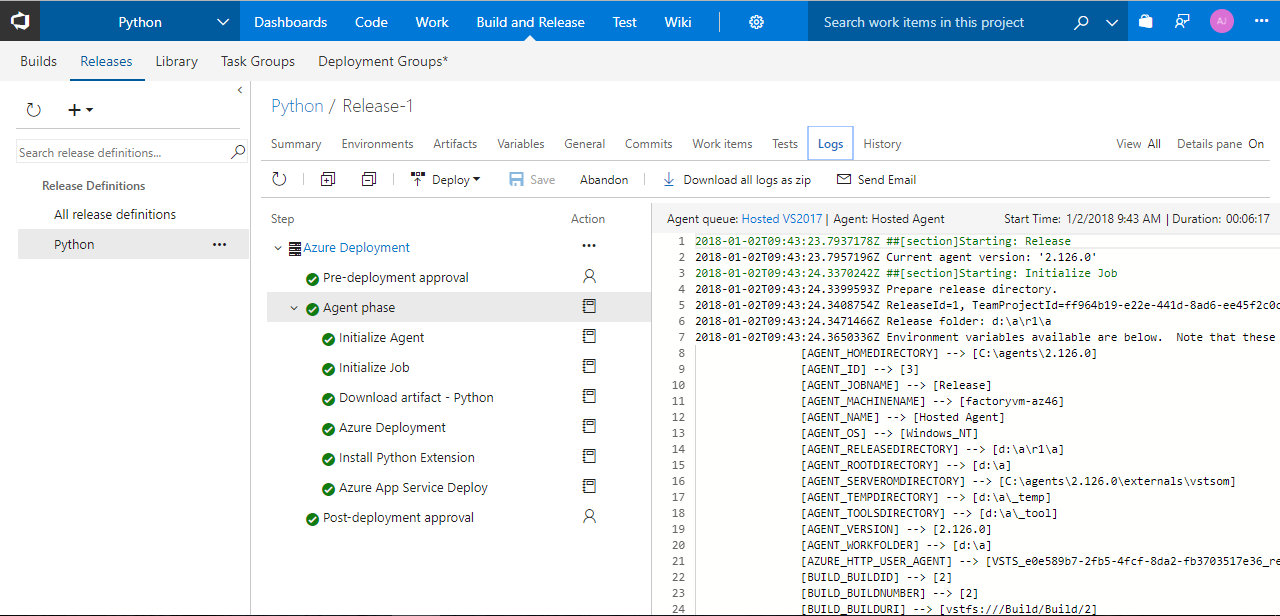 Python Dashboards Code Work Build and Release Test Wiki Search work items in this project AJ
Builds Releases Library Task Groups Deployment Groups*
Search release definitions...
Release Definitions
All release definitions
Python ...
Python / Release-1
Summary Environments Artifacts Variables General Commits Work items Tests Logs History View All Details pane On
Deploy Save Abandon Download all logs as zip Send Email
Step Action
Azure Deployment ...
Pre-deployment approval
Agent phase
Initialize Agent
Initialize Job
Download artifact - Python
Azure Deployment
Install Python Extension
Azure App Service Deploy
Post-deployment approval
Agent queue: Hosted VS2017 | Agent: Hosted Agent Start Time: 1/2/2018 9:43 AM | Duration: 00:06:17
1 2018-01-02T09:43:23.7937178Z ##[section]Starting: Release
2 2018-01-02T09:43:23.7957196Z Current agent version: '2.126.0'
3 2018-01-02T09:43:24.3370242Z ##[section]Starting: Initialize Job
4 2018-01-02T09:43:24.3399593Z Prepare release directory.
5 2018-01-02T09:43:24.3408754Z ReleaseId=1, TeamProjectId=ff964b19-e22e-441d-8ad6-ee45f2c0c
6 2018-01-02T09:43:24.3471466Z Release folder: d:\a\r1\a
7 2018-01-02T09:43:24.3650336Z Environment variables available are below.  Note that these
8 [AGENT_HOMEDIRECTORY] --> [C:\agents\2.126.0]
9 [AGENT_ID] --> [3]
10 [AGENT_JOBNAME] --> [Release]
11 [AGENT_MACHINENAME] --> [factoryvm-az46]
12 [AGENT_NAME] --> [Hosted Agent]
13 [AGENT_OS] --> [Windows_NT]
14 [AGENT_RELEASEDIRECTORY] --> [d:\a\r1\a]
15 [AGENT_ROOTDIRECTORY] --> [d:\a]
16 [AGENT_SERVEROMDIRECTORY] --> [C:\agents\2.126.0\externals\vstsom]
17 [AGENT_TEMPDIRECTORY] --> [d:\a\_temp]
18 [AGENT_TOOLSDIRECTORY] --> [d:\a\_tool]
19 [AGENT_VERSION] --> [2.126.0]
20 [AGENT_WORKFOLDER] --> [d:\a]
21 [AZURE_HTTP_USER_AGENT] --> [VSTS_e0e589b7-2fb5-4fcf-8da2-fb3703517e36_re
22 [BUILD_BUILDID] --> [2]
23 [BUILD_BUILDNUMBER] --> [2]
24 [BUILD_BUILDURI] --> [vstfs:///Build/Build/2]